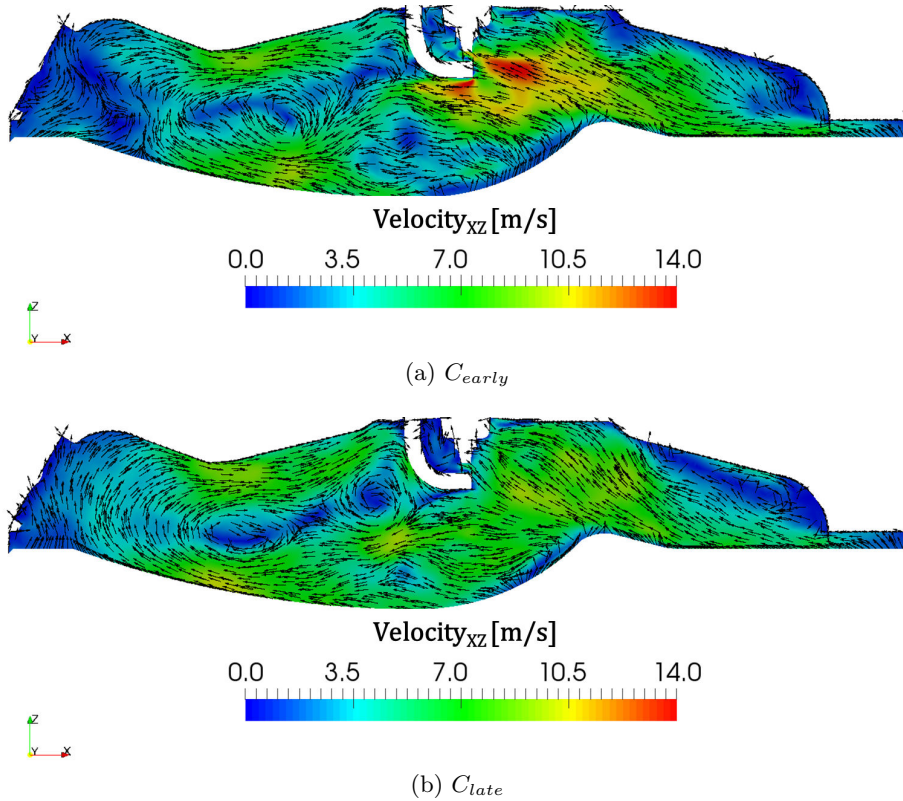 Velocity_XZ [m/s]
0.0 3.5 7.0 10.5 14.0
Z
Y X
(a) C_early
Velocity_XZ [m/s]
0.0 3.5 7.0 10.5 14.0
Z
Y X
(b) C_late